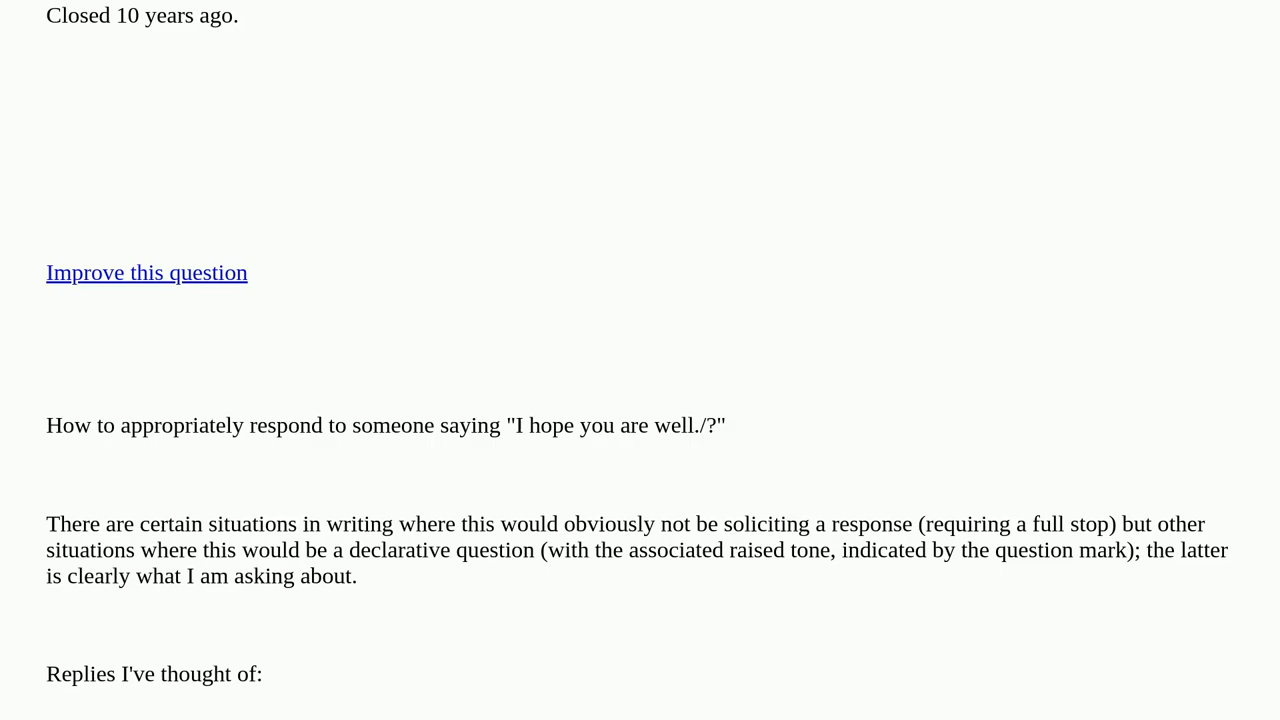 Closed 10 years ago.
Improve this question
How to appropriately respond to someone saying "I hope you are well./?"
There are certain situations in writing where this would obviously not be soliciting a response (requiring a full stop) but other
situations where this would be a declarative question (with the associated raised tone, indicated by the question mark); the latter
is clearly what I am asking about.
Replies I've thought of: